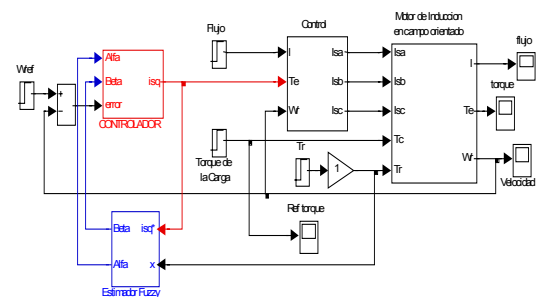 Flujo
Control
Motor de Induccion
en campo orientado
Wref
Alfa
Beta
error
isq
CONTROLADOR
I
Te
Wr
Isa
Isb
Isc
Isa
Isb
Isc
Tc
Tr
I
Te
Wr
flujo
torque
Velocidad
Torque de
la Carga
Tr
1
Ref torque
Beta
Alfa
isq*
x
Estimador Fuzzy